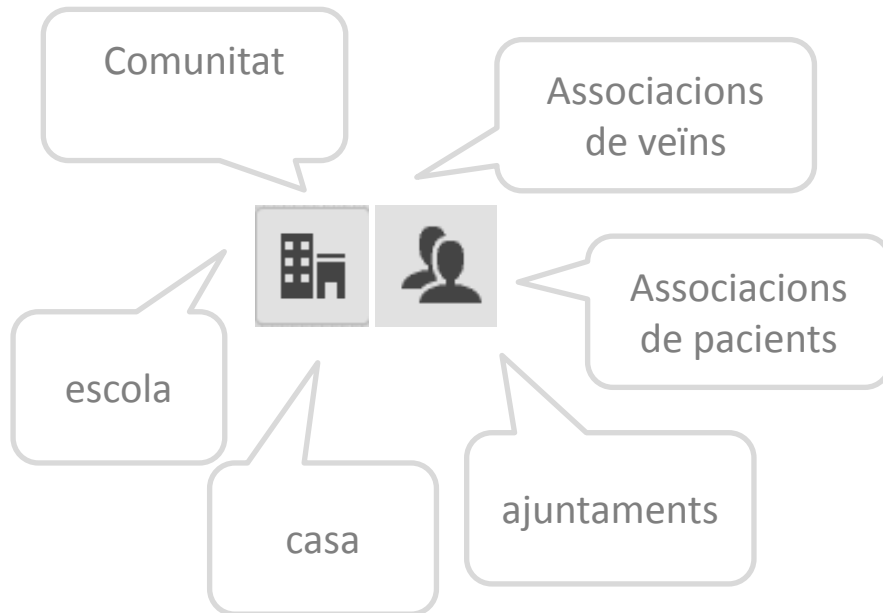 Comunitat
Associacions
de veïns
Associacions
de pacients
escola
ajuntaments
casa